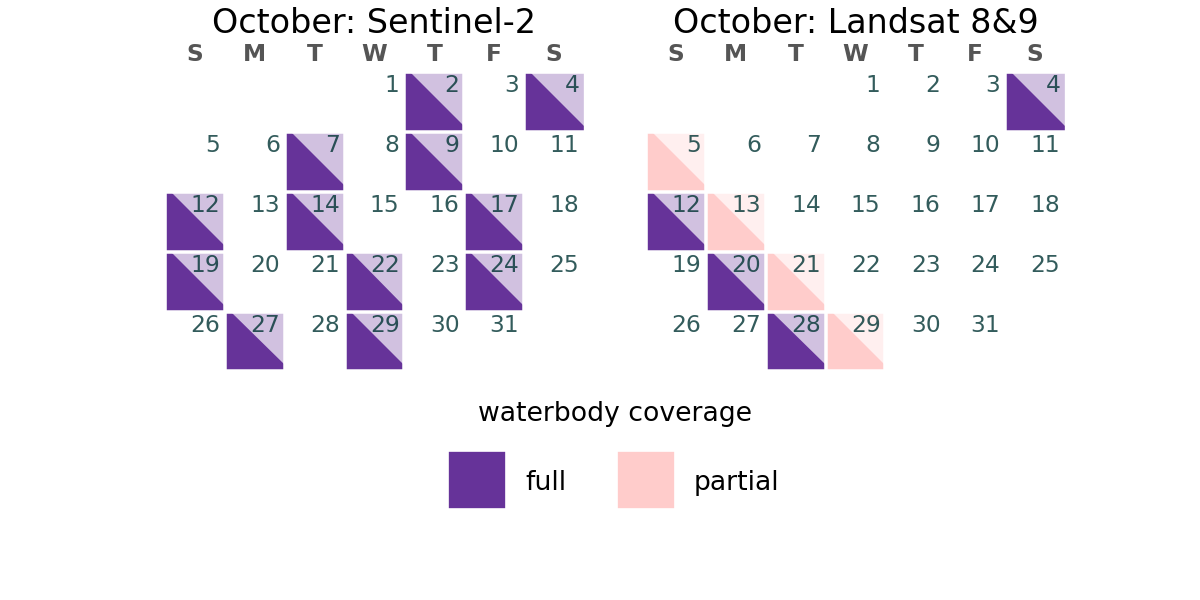 October: Sentinel-2
S M T W T F S
1 2 3 4
5 6 7 8 9 10 11
12 13 14 15 16 17 18
19 20 21 22 23 24 25
26 27 28 29 30 31
October: Landsat 8&9
S M T W T F S
1 2 3 4
5 6 7 8 9 10 11
12 13 14 15 16 17 18
19 20 21 22 23 24 25
26 27 28 29 30 31
waterbody coverage
full
partial